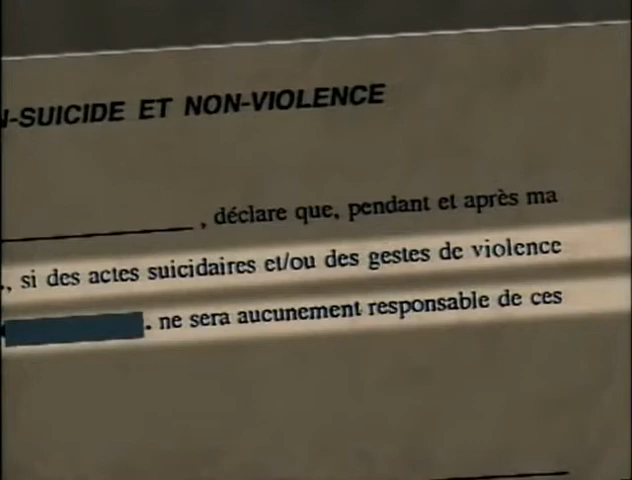 -SUICIDE ET NON-VIOLENCE
, déclare que, pendant et après ma
., si des actes suicidaires et/ou des gestes de violence
. ne sera aucunement responsable de ces